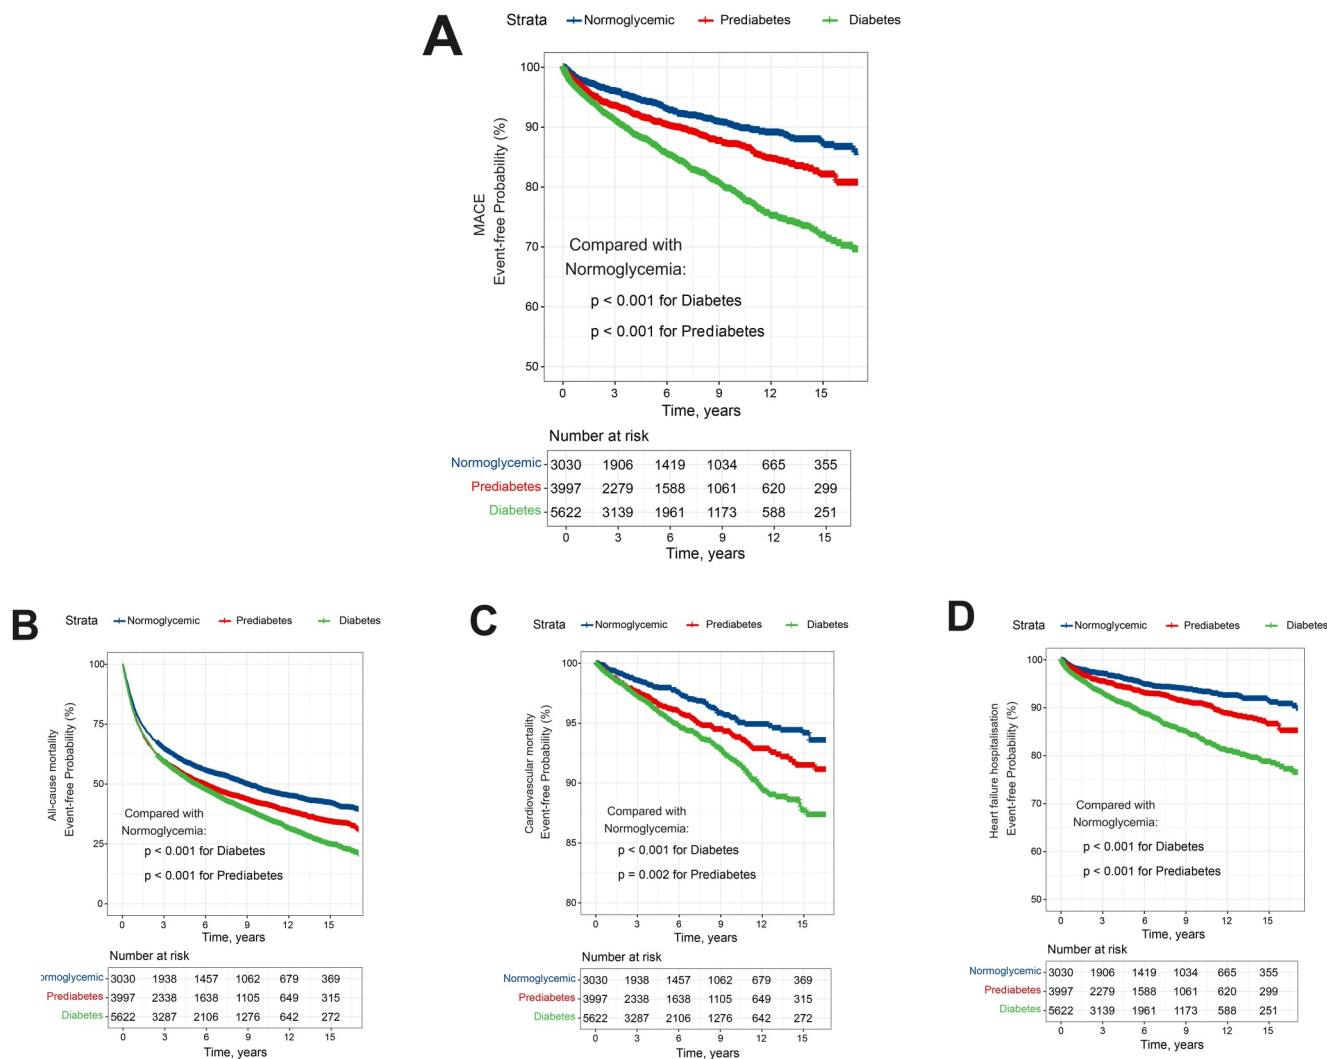 A
Strata Normoglycemic Prediabetes Diabetes
MACE
Event-free Probability (%)
100
90
80
70
60
50
Compared with
Normoglycemia:
p < 0.001 for Diabetes
p < 0.001 for Prediabetes
0 3 6 9 12 15
Time, years
Number at risk
Normoglycemic 3030 1906 1419 1034 665 355
Prediabetes 3997 2279 1588 1061 620 299
Diabetes 5622 3139 1961 1173 588 251
0 3 6 9 12 15
Time, years
B
Strata Normoglycemic Prediabetes Diabetes
All-cause mortality
Event-free Probability (%)
100
75
50
25
0
Compared with
Normoglycemia:
p < 0.001 for Diabetes
p < 0.001 for Prediabetes
0 3 6 9 12 15
Time, years
Number at risk
ormoglycemic 3030 1938 1457 1062 679 369
Prediabetes 3997 2338 1638 1105 649 315
Diabetes 5622 3287 2106 1276 642 272
0 3 6 9 12 15
Time, years
C
Strata Normoglycemic Prediabetes Diabetes
Cardiovascular mortality
Event-free Probability (%)
100
95
90
85
80
Compared with
Normoglycemia:
p < 0.001 for Diabetes
p = 0.002 for Prediabetes
0 3 6 9 12 15
Time, years
Number at risk
Normoglycemic 3030 1938 1457 1062 679 369
Prediabetes 3997 2338 1638 1105 649 315
Diabetes 5622 3287 2106 1276 642 272
0 3 6 9 12 15
Time, years
D
Strata Normoglycemic Prediabetes Diabetes
Heart failure hospitalisation
Event-free Probability (%)
100
90
80
70
60
50
Compared with
Normoglycemia:
p < 0.001 for Diabetes
p < 0.001 for Prediabetes
0 3 6 9 12 15
Time, years
Number at risk
Normoglycemic 3030 1906 1419 1034 665 355
Prediabetes 3997 2279 1588 1061 620 299
Diabetes 5622 3139 1961 1173 588 251
0 3 6 9 12 15
Time, years